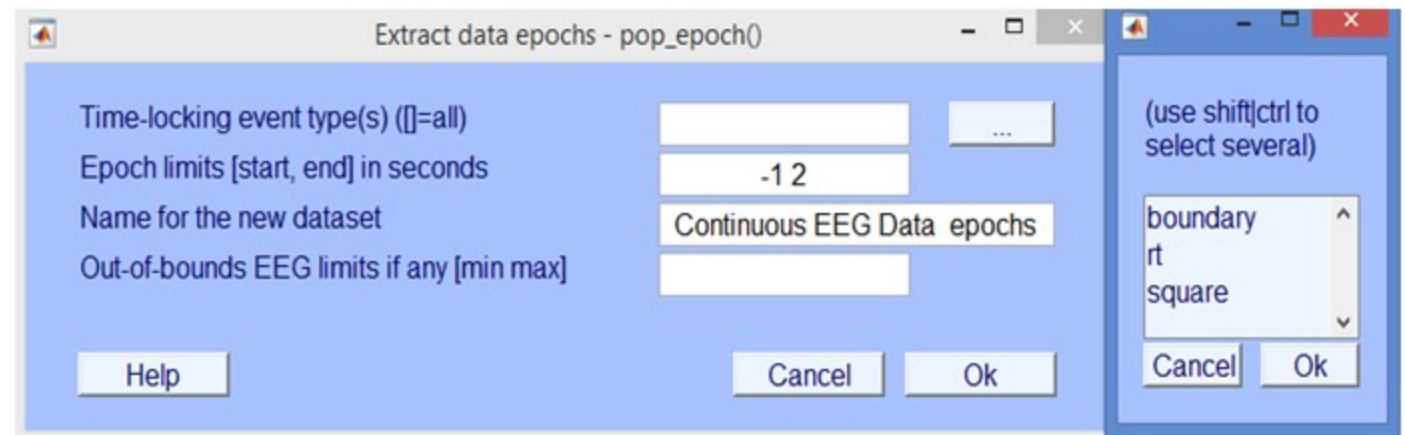 Extract data epochs - pop_epoch()
Time-locking event type(s) ([]=all)
...
Epoch limits [start, end] in seconds
-1 2
Name for the new dataset
Continuous EEG Data epochs
Out-of-bounds EEG limits if any [min max]
Help
Cancel
Ok
(use shift|ctrl to
select several)
boundary
rt
square
Cancel
Ok